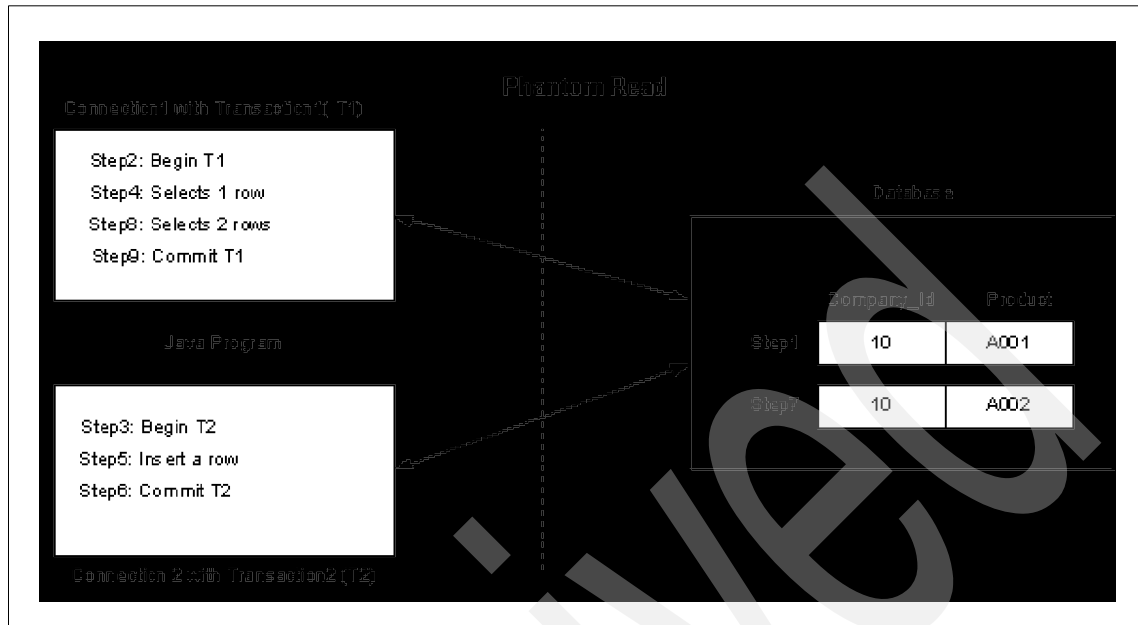 Phantom Read
Connection1 with Transaction1( T1)
Step2: Begin T1
Step4: Selects 1 row
Step8: Selects 2 rows
Step9: Commit T1
Java Program
Step3: Begin T2
Step5: Insert a row
Step6: Commit T2
Connection 2 with Transaction2 (T2)
Database
Company_Id Product
Step1 10 A001
Step7 10 A002